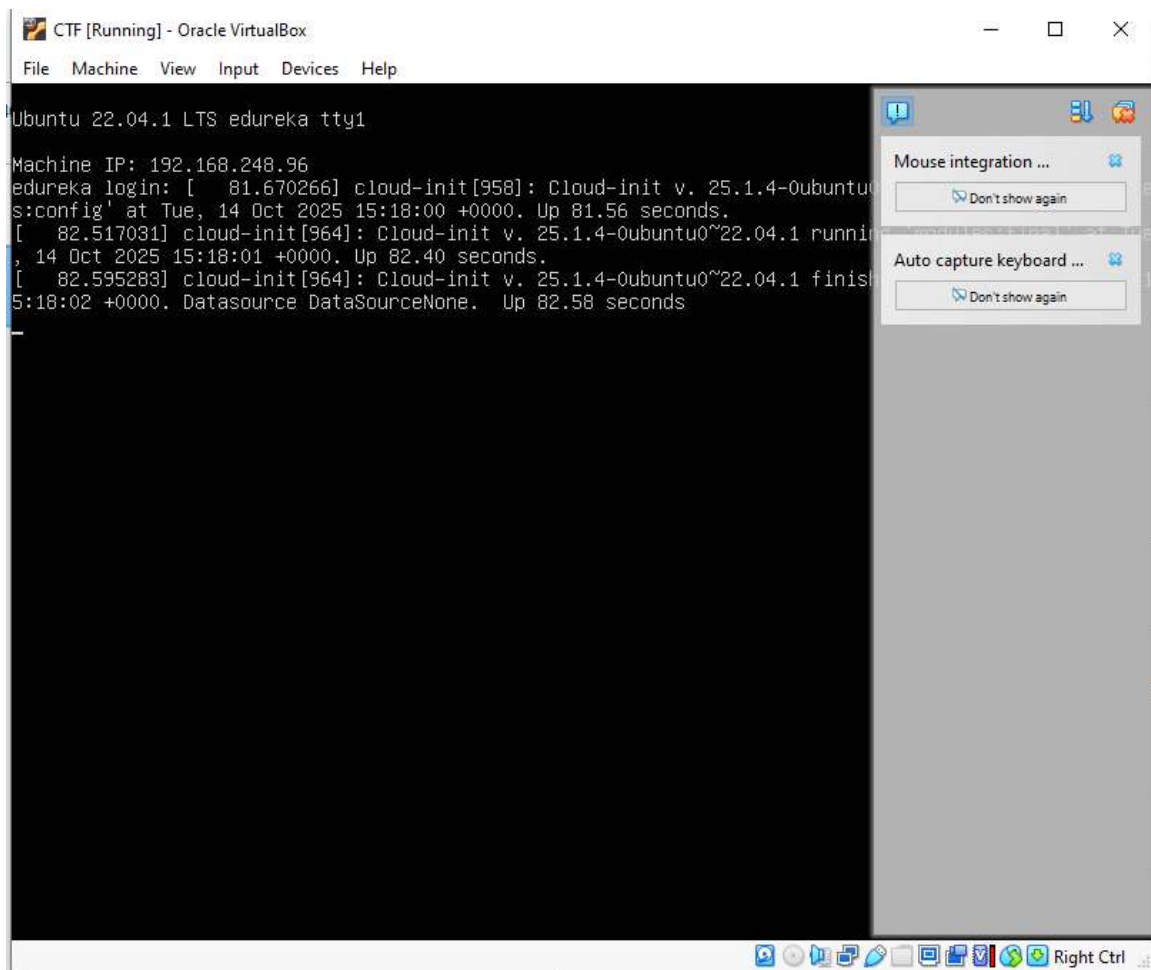 CTF [Running] - Oracle VirtualBox
File Machine View Input Devices Help
Ubuntu 22.04.1 LTS edureka tty1
Machine IP: 192.168.248.96
edureka login: [   81.670266] cloud-init[958]: Cloud-init v. 25.1.4-0ubuntu0
s:config' at Tue, 14 Oct 2025 15:18:00 +0000. Up 81.56 seconds.
[   82.517031] cloud-init[964]: Cloud-init v. 25.1.4-0ubuntu0~22.04.1 running 'modules:final' at Tue
, 14 Oct 2025 15:18:01 +0000. Up 82.40 seconds.
[   82.595283] cloud-init[964]: Cloud-init v. 25.1.4-0ubuntu0~22.04.1 finish
5:18:02 +0000. Datasource DataSourceNone.  Up 82.58 seconds
Mouse integration ...
Don't show again
Auto capture keyboard ...
Don't show again
Right Ctrl